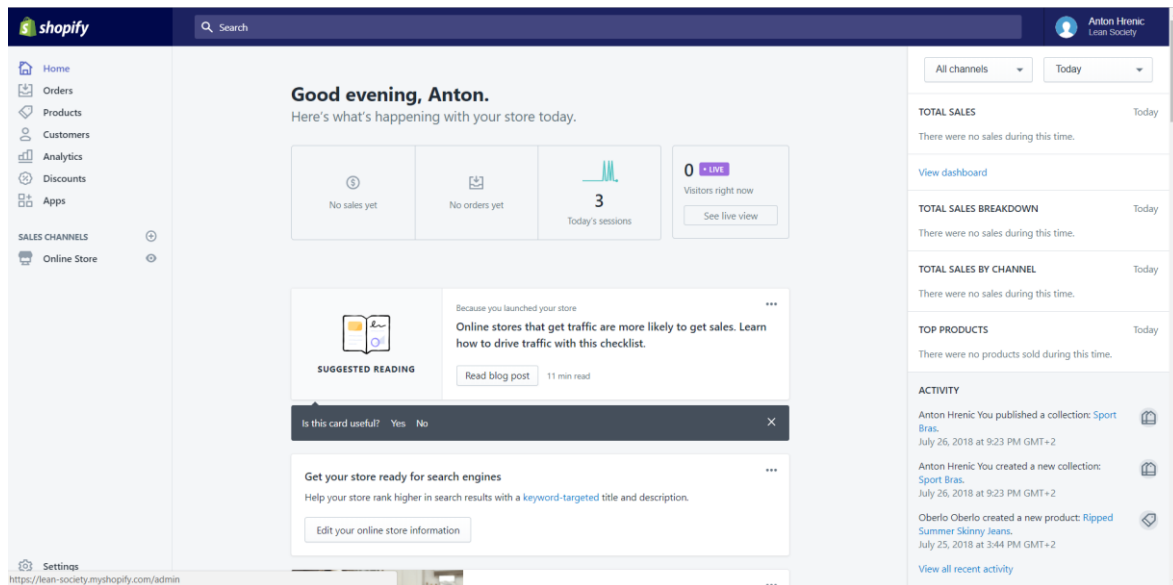 shopify
Search
Anton Hrenic
Lean Society
Home
Orders
Products
Customers
Analytics
Discounts
Apps
SALES CHANNELS
Online Store
Settings
https://lean-society.myshopify.com/admin
Good evening, Anton.
Here's what's happening with your store today.
No sales yet
No orders yet
3
Today's sessions
0 • LIVE
Visitors right now
See live view
SUGGESTED READING
Because you launched your store
Online stores that get traffic are more likely to get sales. Learn
how to drive traffic with this checklist.
Read blog post 11 min read
Is this card useful? Yes No
Get your store ready for search engines
Help your store rank higher in search results with a keyword-targeted title and description.
Edit your online store information
All channels Today
TOTAL SALES Today
There were no sales during this time.
View dashboard
TOTAL SALES BREAKDOWN Today
There were no sales during this time.
TOTAL SALES BY CHANNEL Today
There were no sales during this time.
TOP PRODUCTS Today
There were no products sold during this time.
ACTIVITY
Anton Hrenic You published a collection: Sport
Bras.
July 26, 2018 at 9:23 PM GMT+2
Anton Hrenic You created a new collection:
Sport Bras.
July 26, 2018 at 9:23 PM GMT+2
Oberlo Oberlo created a new product: Ripped
Summer Skinny Jeans.
July 25, 2018 at 3:44 PM GMT+2
View all recent activity